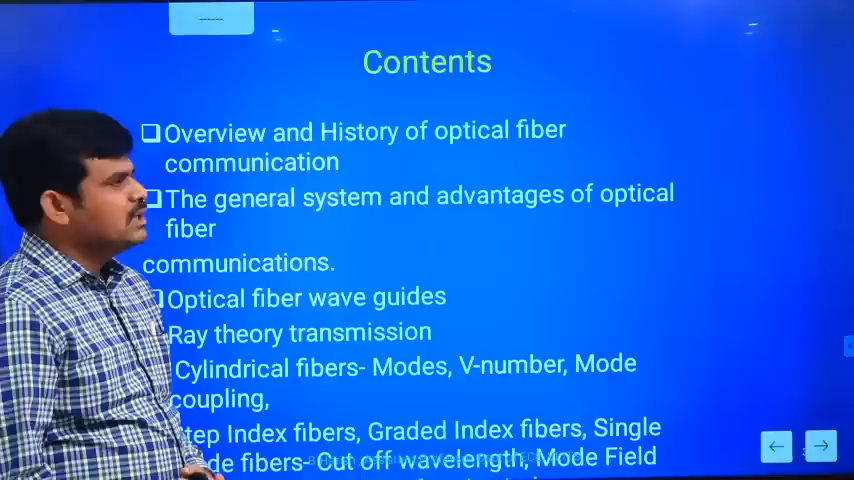 Contents
❑Overview and History of optical fiber
communication
❑The general system and advantages of optical
fiber
communications.
❑Optical fiber wave guides
Ray theory transmission
Cylindrical fibers- Modes, V-number, Mode
coupling,
Step Index fibers, Graded Index fibers, Single
fibers- Cut off wavelength, Mode Field